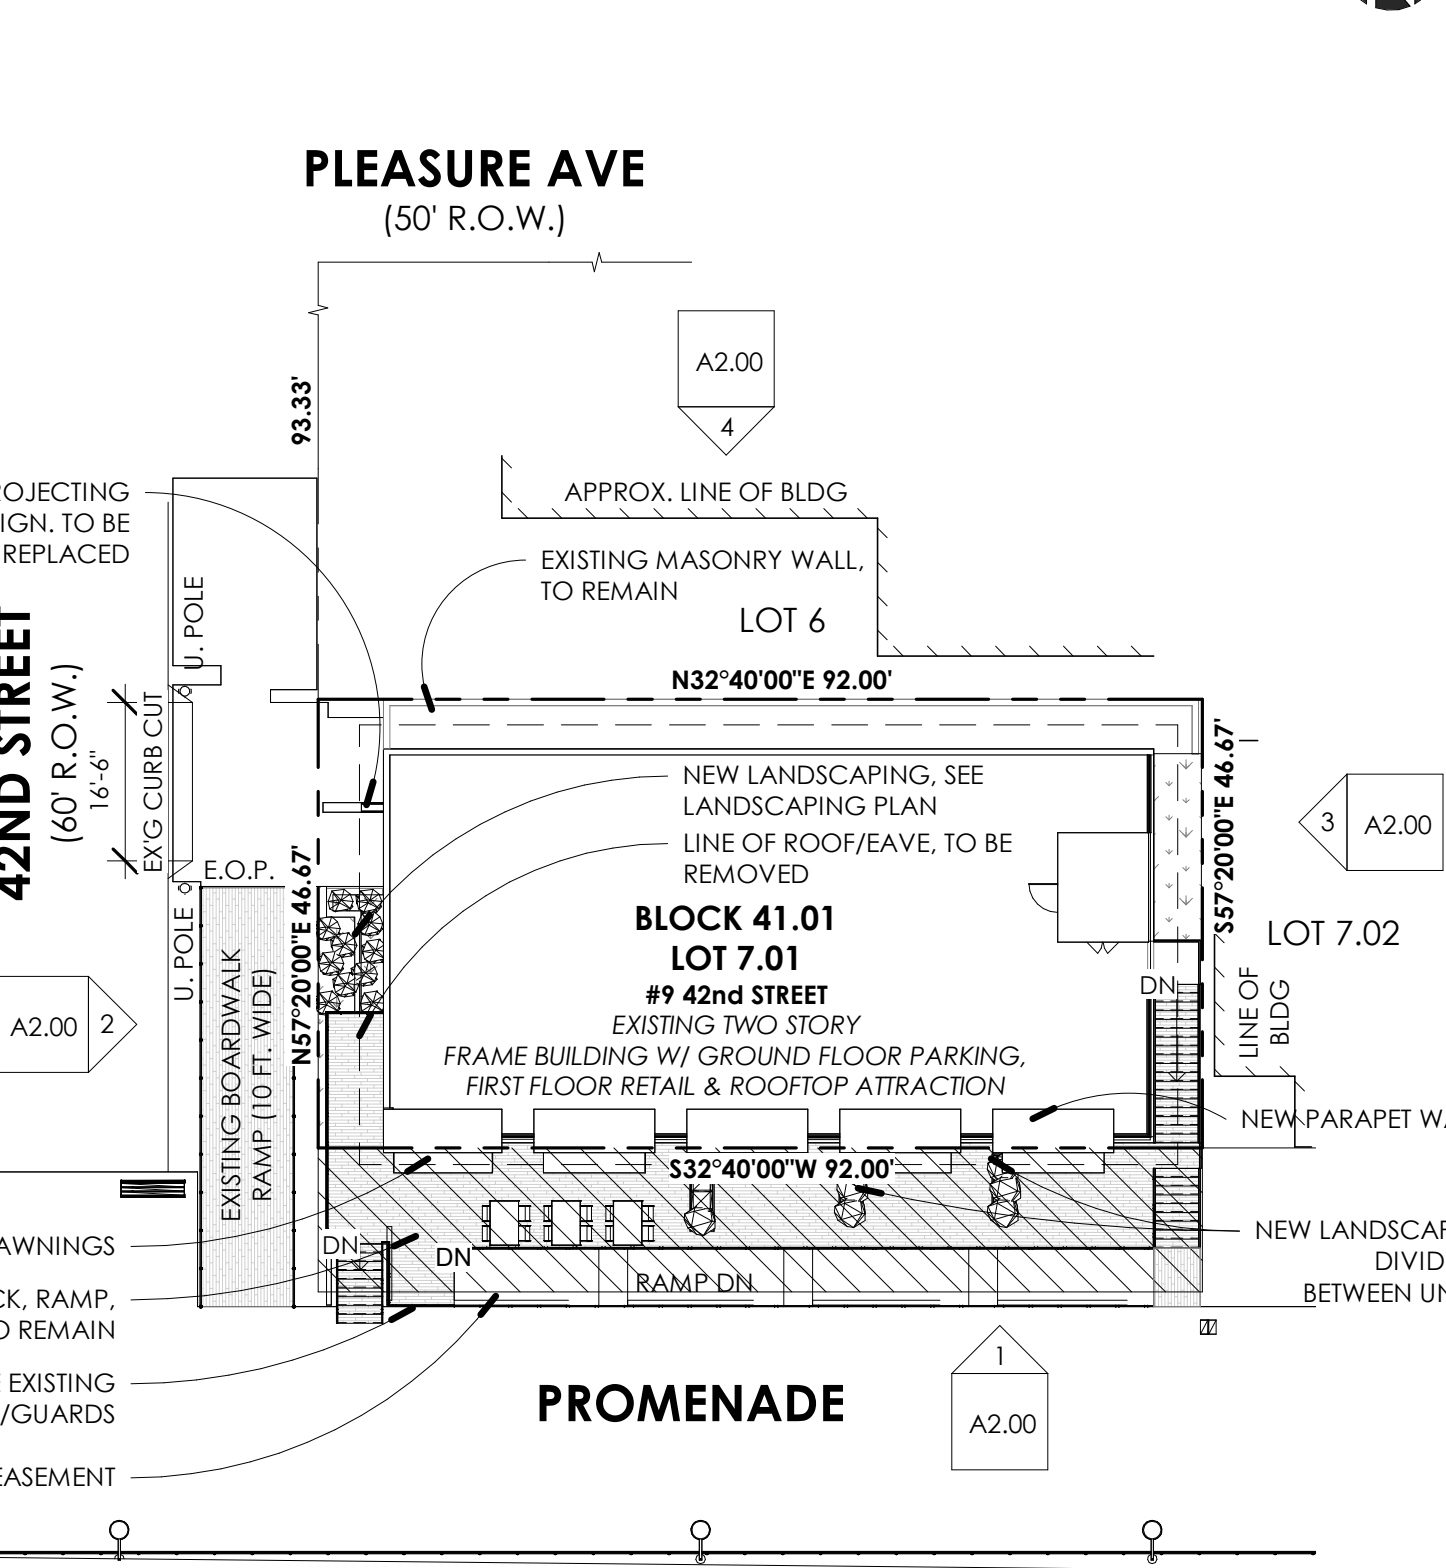 PLEASURE AVE
(50' R.O.W.)
93.33'
A2.00
4
APPROX. LINE OF BLDG
ROJECTING
IGN. TO BE
REPLACED
EXISTING MASONRY WALL,
TO REMAIN
LOT 6
U. POLE
N32°40'00"E 92.00'
42ND STREET
(60' R.O.W.)
16'-6"
EX'G CURB CUT
E.O.P.
U. POLE
S57°20'00"E 46.67'
3
A2.00
NEW LANDSCAPING, SEE
LANDSCAPING PLAN
LINE OF ROOF/EAVE, TO BE
REMOVED
BLOCK 41.01
LOT 7.01
#9 42nd STREET
EXISTING TWO STORY
FRAME BUILDING W/ GROUND FLOOR PARKING,
FIRST FLOOR RETAIL & ROOFTOP ATTRACTION
N57°20'00"E 46.67'
LOT 7.02
LINE OF
BLDG
DN
A2.00
2
EXISTING BOARDWALK
RAMP (10 FT. WIDE)
NEW PARAPET WA
S32°40'00"W 92.00'
AWNINGS
DN
DN
RAMP DN
NEW LANDSCAP
DIVID
BETWEEN UN
CK, RAMP,
O REMAIN
EXISTING
/GUARDS
EASEMENT
PROMENADE
1
A2.00